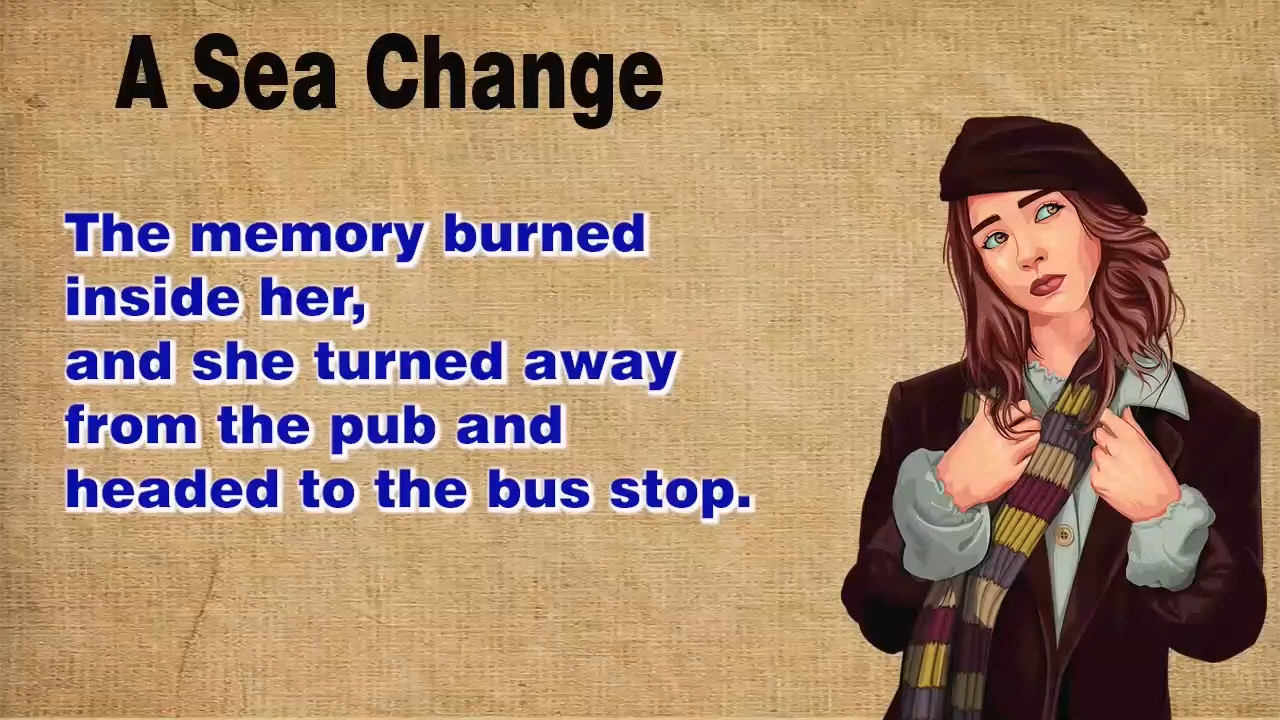 A Sea Change
The memory burned
inside her,
and she turned away
from the pub and
headed to the bus stop.